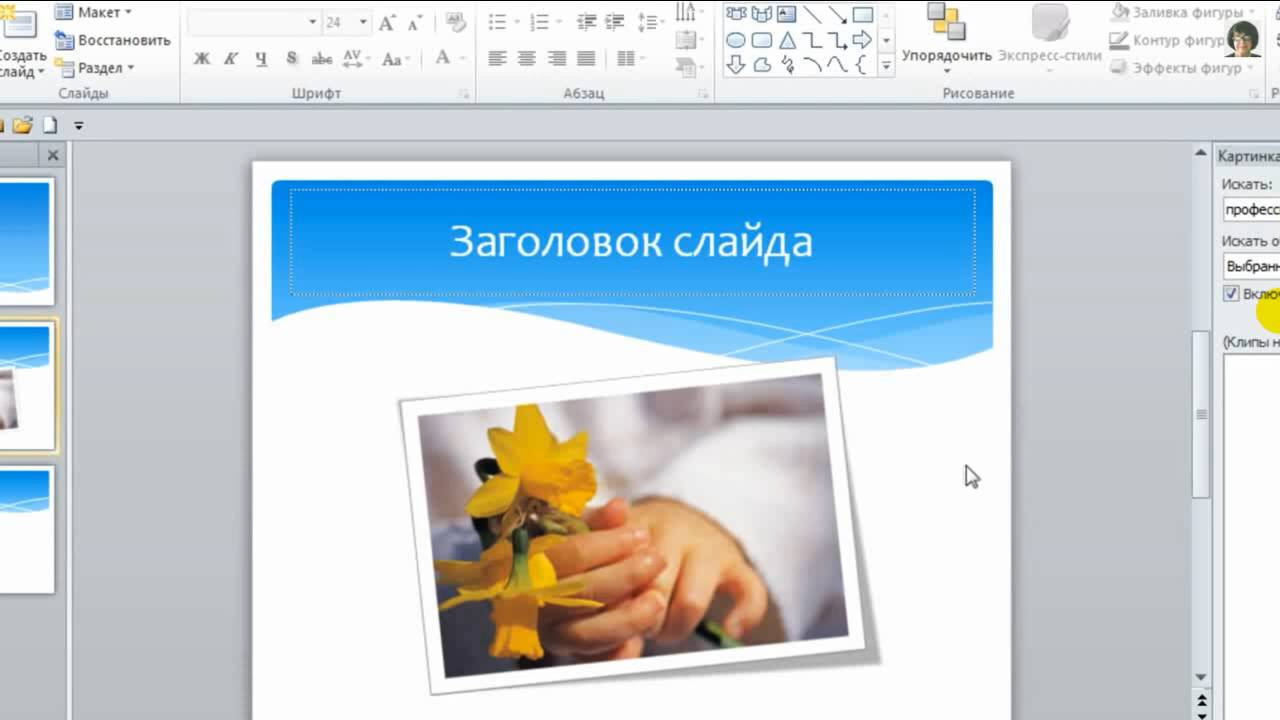 Макет
24
Заливка фигуры
Создать слайд
Восстановить
Ж К Ч S abc AV Aa A
Упорядочить
Экспресс-стили
Контур фигур
Раздел
Эффекты фигур
Слайды
Шрифт
Абзац
Рисование
Картинка
Искать:
професс
Искать о
Выбранн
Включ
(Клипы н
Заголовок слайда